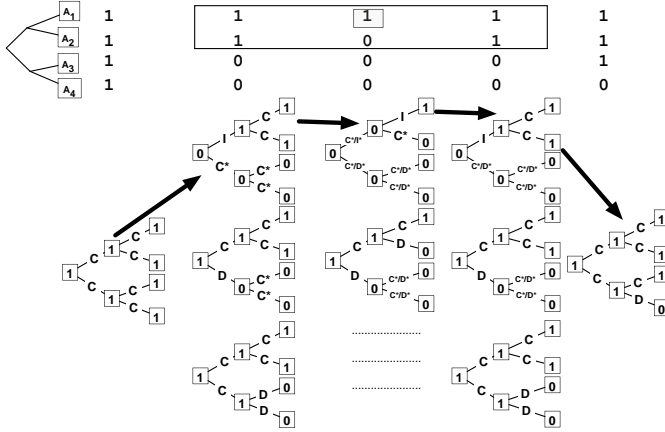 A1 1 1 1 1 1
A2 1 1 0 1 1
A3 1 0 0 0 1
A4 1 0 0 0 0
1 1 1
C I C
1 0 1
C C* C
I 1 C*/I* 0 I 1
0 0 0
0 0 0
C* C* C*/D* C*/D* C*/D* C*/D*
0 0 0
C* C*/D* C*/D*
0 0 0
1 1 1
C C C
1 1 1
C D C
C 1 C 0 C 1
1 1 1
D C* 0 D C*/D* 0 D C*/D* 0
0 0 0
C* C*/D* C*/D*
0 0 0
1 1
C C
1 1
C C
C 1 C 1
1 1
C 1 C 1
1 1
C D
1 0
1 1
C C
1 1
C C
C 1 C 1
1 1
C D 0 C D 0
1 1
D D
0 0